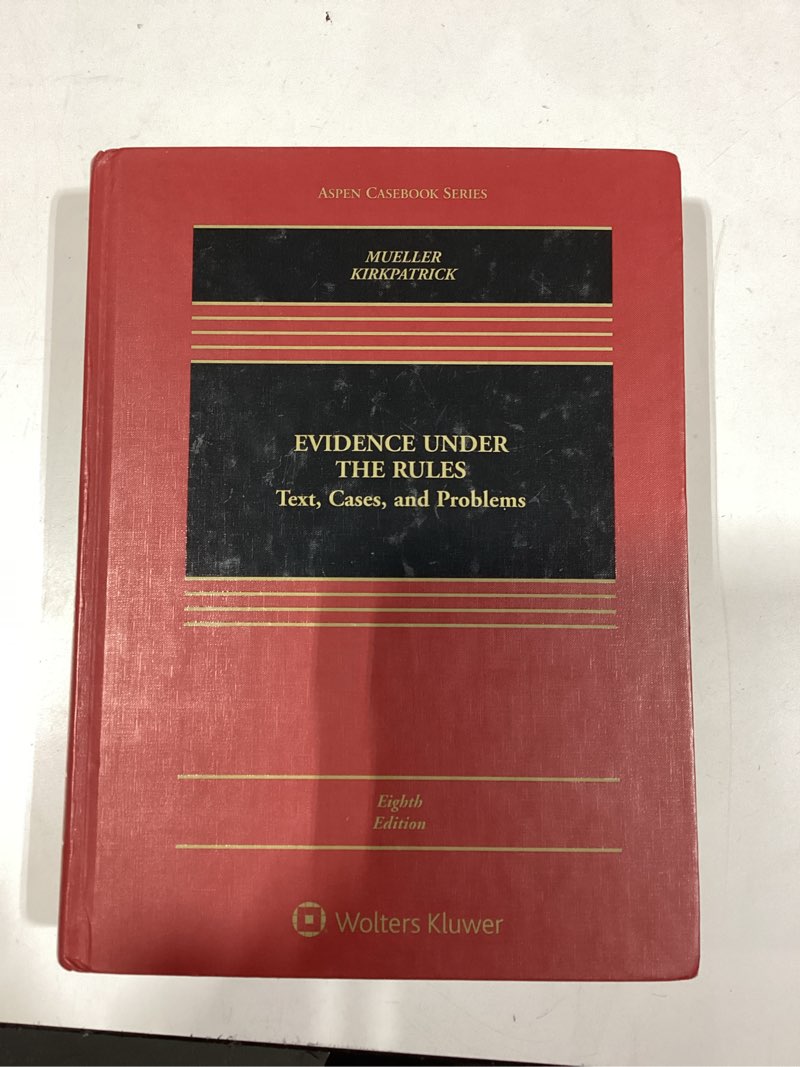 ASPEN CASEBOOK SERIES
MUELLER
KIRKPATRICK
EVIDENCE UNDER
THE RULES
Text, Cases, and Problems
Eighth
Edition
Wolters Kluwer